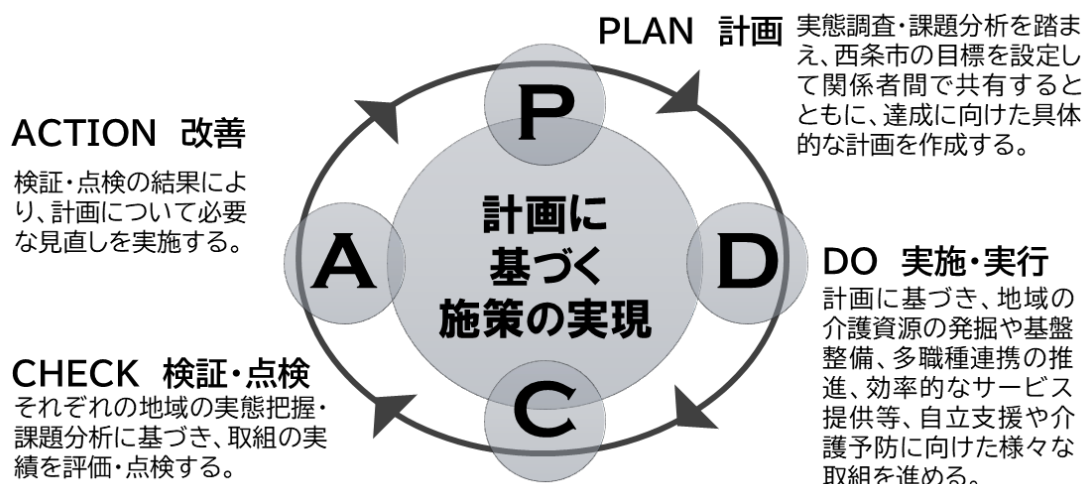 PLAN 計画
実態調査・課題分析を踏ま
え、西条市の目標を設定し
て関係者間で共有すると
ともに、達成に向けた具体
的な計画を作成する。
P
ACTION 改善
検証・点検の結果によ
り、計画について必要
な見直しを実施する。
A
計画に
基づく
施策の実現
D
DO 実施・実行
計画に基づき、地域の
介護資源の発掘や基盤
整備、多職種連携の推
進、効率的なサービス
提供等、自立支援や介
護予防に向けた様々な
取組を進める。
CHECK 検証・点検
それぞれの地域の実態把握・
課題分析に基づき、取組の実
績を評価・点検する。
C